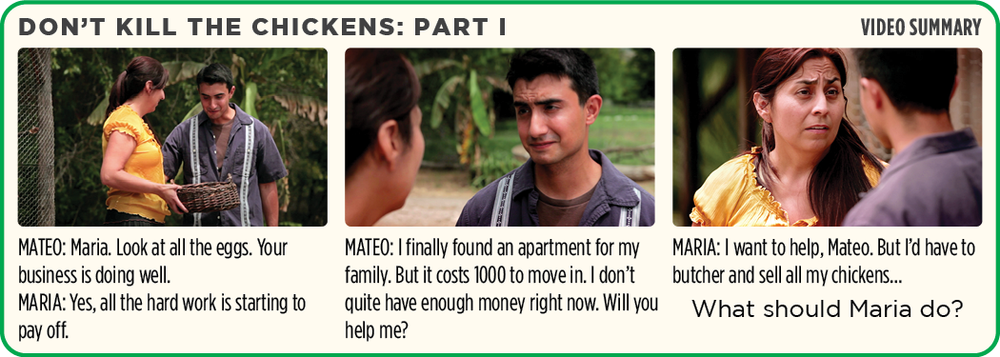 DON'T KILL THE CHICKENS: PART I
VIDEO SUMMARY
MATEO: Maria. Look at all the eggs. Your
business is doing well.
MARIA: Yes, all the hard work is starting to
pay off.
MATEO: I finally found an apartment for my
family. But it costs 1000 to move in. I don't
quite have enough money right now. Will you
help me?
MARIA: I want to help, Mateo. But I'd have to
butcher and sell all my chickens...
What should Maria do?